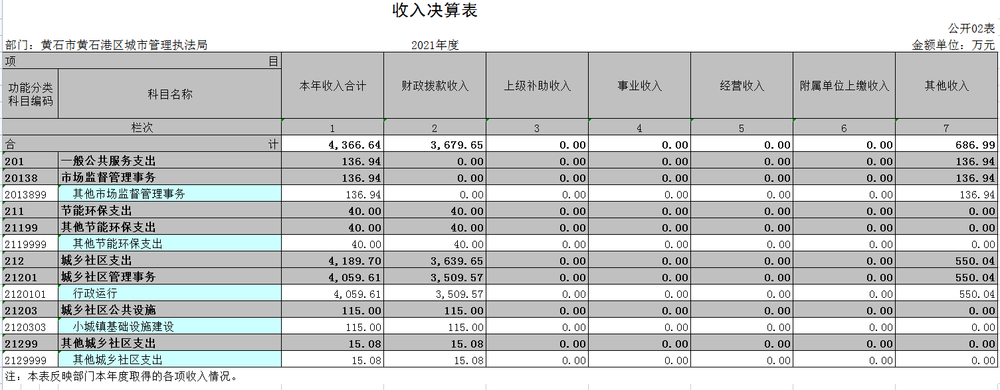 收入决算表
公开02表
部门：黄石市黄石港区城市管理执法局 2021年度 金额单位：万元
项 目
本年收入合计 财政拨款收入 上级补助收入 事业收入 经营收入 附属单位上缴收入 其他收入
功能分类
科目编码 科目名称
栏次 1 2 3 4 5 6 7
合 计 4,366.64 3,679.65 0.00 0.00 0.00 0.00 686.99
201 一般公共服务支出 136.94 0.00 0.00 0.00 0.00 0.00 136.94
20138 市场监督管理事务 136.94 0.00 0.00 0.00 0.00 0.00 136.94
2013899 其他市场监督管理事务 136.94 0.00 0.00 0.00 0.00 0.00 136.94
211 节能环保支出 40.00 40.00 0.00 0.00 0.00 0.00 0.00
21199 其他节能环保支出 40.00 40.00 0.00 0.00 0.00 0.00 0.00
2119999 其他节能环保支出 40.00 40.00 0.00 0.00 0.00 0.00 0.00
212 城乡社区支出 4,189.70 3,639.65 0.00 0.00 0.00 0.00 550.04
21201 城乡社区管理事务 4,059.61 3,509.57 0.00 0.00 0.00 0.00 550.04
2120101 行政运行 4,059.61 3,509.57 0.00 0.00 0.00 0.00 550.04
21203 城乡社区公共设施 115.00 115.00 0.00 0.00 0.00 0.00 0.00
2120303 小城镇基础设施建设 115.00 115.00 0.00 0.00 0.00 0.00 0.00
21299 其他城乡社区支出 15.08 15.08 0.00 0.00 0.00 0.00 0.00
2129999 其他城乡社区支出 15.08 15.08 0.00 0.00 0.00 0.00 0.00
注：本表反映部门本年度取得的各项收入情况。